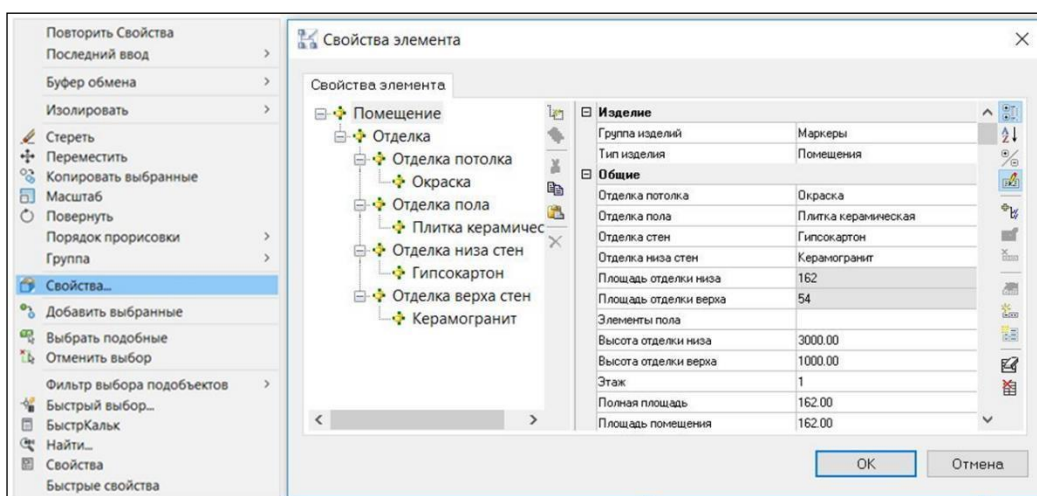 Повторить Свойства
Последний ввод
Буфер обмена
Изолировать
Стереть
Переместить
Копировать выбранные
Масштаб
Повернуть
Порядок прорисовки
Группа
Свойства...
Добавить выбранные
Выбрать подобные
Отменить выбор
Фильтр выбора подобъектов
Быстрый выбор...
БыстрКальк
Найти...
Свойства
Быстрые свойства
Свойства элемента
Свойства элемента
Помещение
Отделка
Отделка потолка
Окраска
Отделка пола
Плитка керамичес
Отделка низа стен
Гипсокартон
Отделка верха стен
Керамогранит
Изделие
Группа изделий Маркеры
Тип изделия Помещения
Общие
Отделка потолка Окраска
Отделка пола Плитка керамическая
Отделка стен Гипсокартон
Отделка низа стен Керамогранит
Площадь отделки низа 162
Площадь отделки верха 54
Элементы пола
Высота отделки низа 3000.00
Высота отделки верха 1000.00
Этаж 1
Полная площадь 162.00
Площадь помещения 162.00
OK Отмена